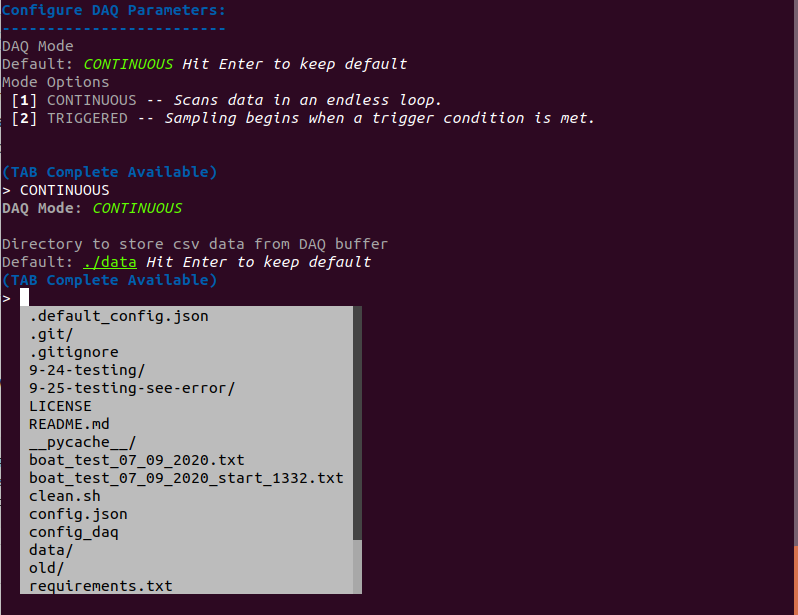 Configure DAQ Parameters:
-------------------------
DAQ Mode
Default: CONTINUOUS Hit Enter to keep default
Mode Options
[1] CONTINUOUS -- Scans data in an endless loop.
[2] TRIGGERED -- Sampling begins when a trigger condition is met.
(TAB Complete Available)
> CONTINUOUS
DAQ Mode: CONTINUOUS
Directory to store csv data from DAQ buffer
Default: ./data Hit Enter to keep default
(TAB Complete Available)
>
.default_config.json
.git/
.gitignore
9-24-testing/
9-25-testing-see-error/
LICENSE
README.md
__pycache__/
boat_test_07_09_2020.txt
boat_test_07_09_2020_start_1332.txt
clean.sh
config.json
config_daq
data/
old/
requirements.txt